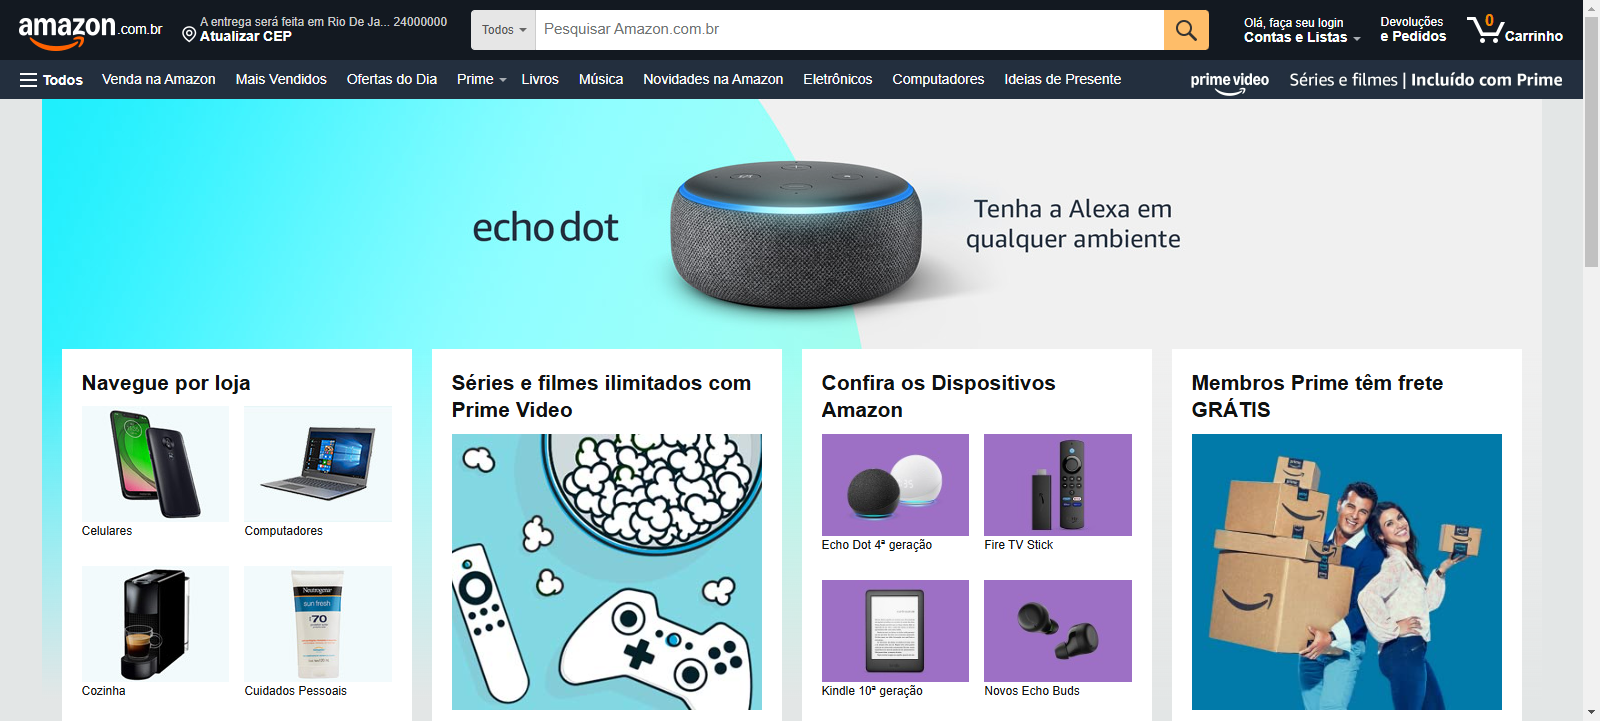 amazon.com.br
A entrega será feita em Rio De Ja... 24000000
Atualizar CEP
Todos
Pesquisar Amazon.com.br
Olá, faça seu login
Contas e Listas
Devoluções
e Pedidos
0
Carrinho
Todos
Venda na Amazon
Mais Vendidos
Ofertas do Dia
Prime
Livros
Música
Novidades na Amazon
Eletrônicos
Computadores
Ideias de Presente
prime video
Séries e filmes | Incluído com Prime
echo dot
Tenha a Alexa em
qualquer ambiente
Navegue por loja
Celulares
Computadores
Neutrogena
sun fresh
70
Cozinha
Cuidados Pessoais
Séries e filmes ilimitados com
Prime Video
Confira os Dispositivos
Amazon
Echo Dot 4ª geração
Fire TV Stick
Kindle 10ª geração
Novos Echo Buds
Membros Prime têm frete
GRÁTIS